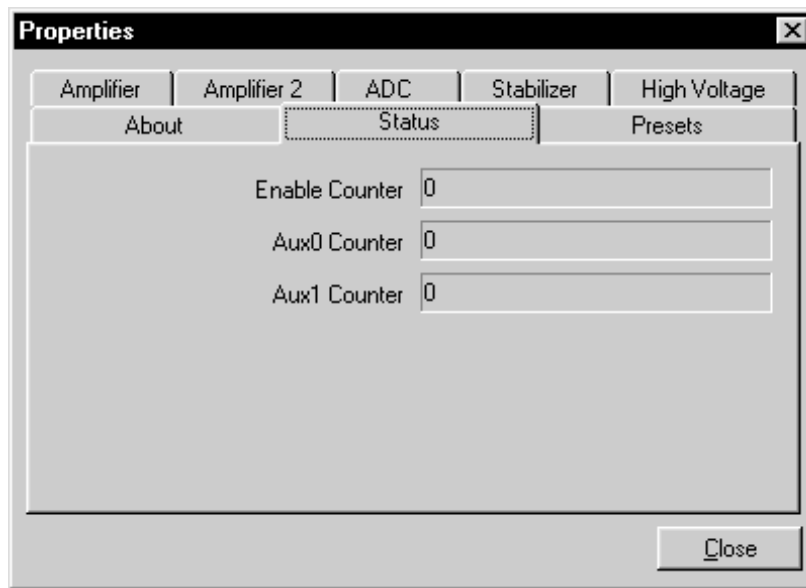 Properties
Amplifier Amplifier 2 ADC Stabilizer High Voltage
About Status Presets
Enable Counter 0
Aux0 Counter 0
Aux1 Counter 0
Close